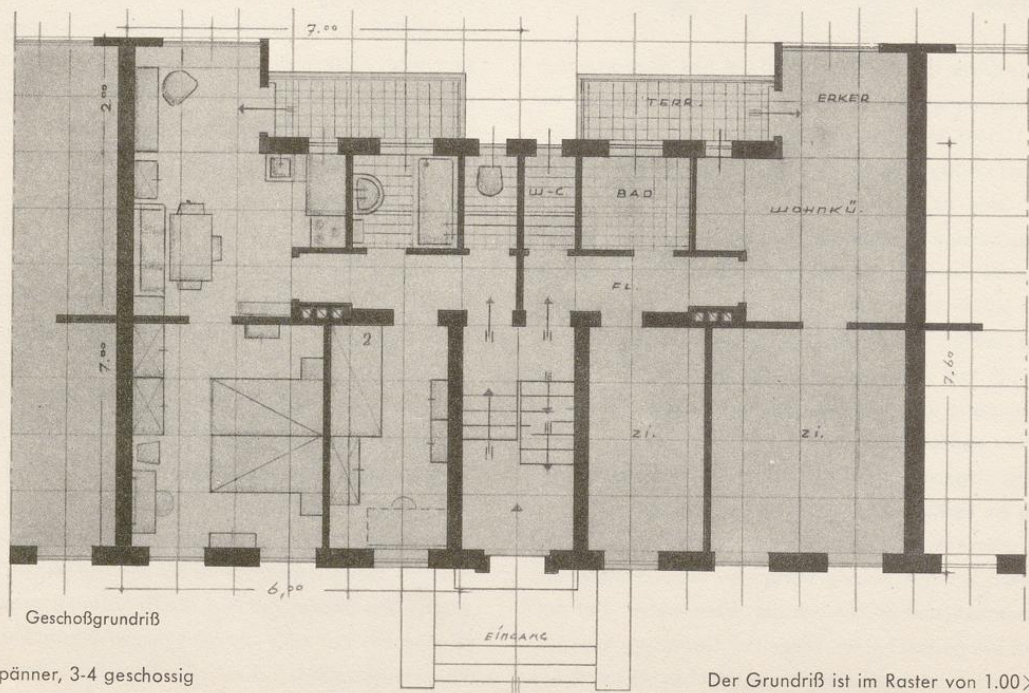 7.00
2.00
TERR.
ERKER
W-C
BAD
WOHNKÜ.
FL.
2
7.00
7.60
ZI.
ZI.
6,00
Geschoßgrundriß
EINGANG
pänner, 3-4 geschossig
Der Grundriß ist im Raster von 1.00